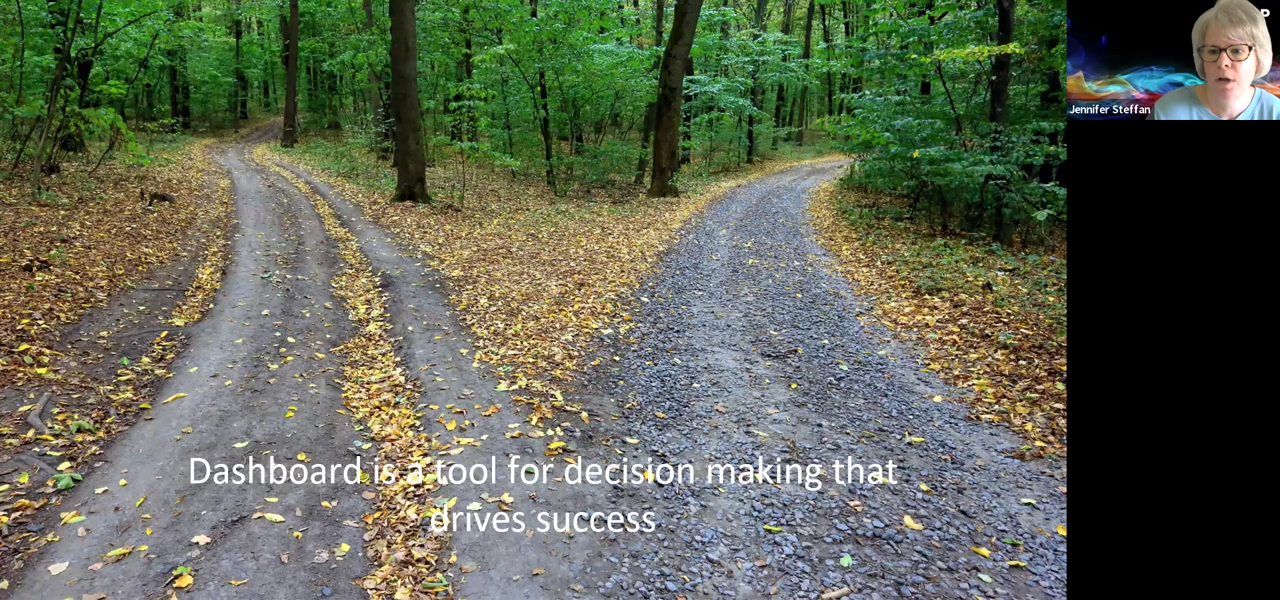 Jennifer Steffan
Dashboard is a tool for decision making that
drives success